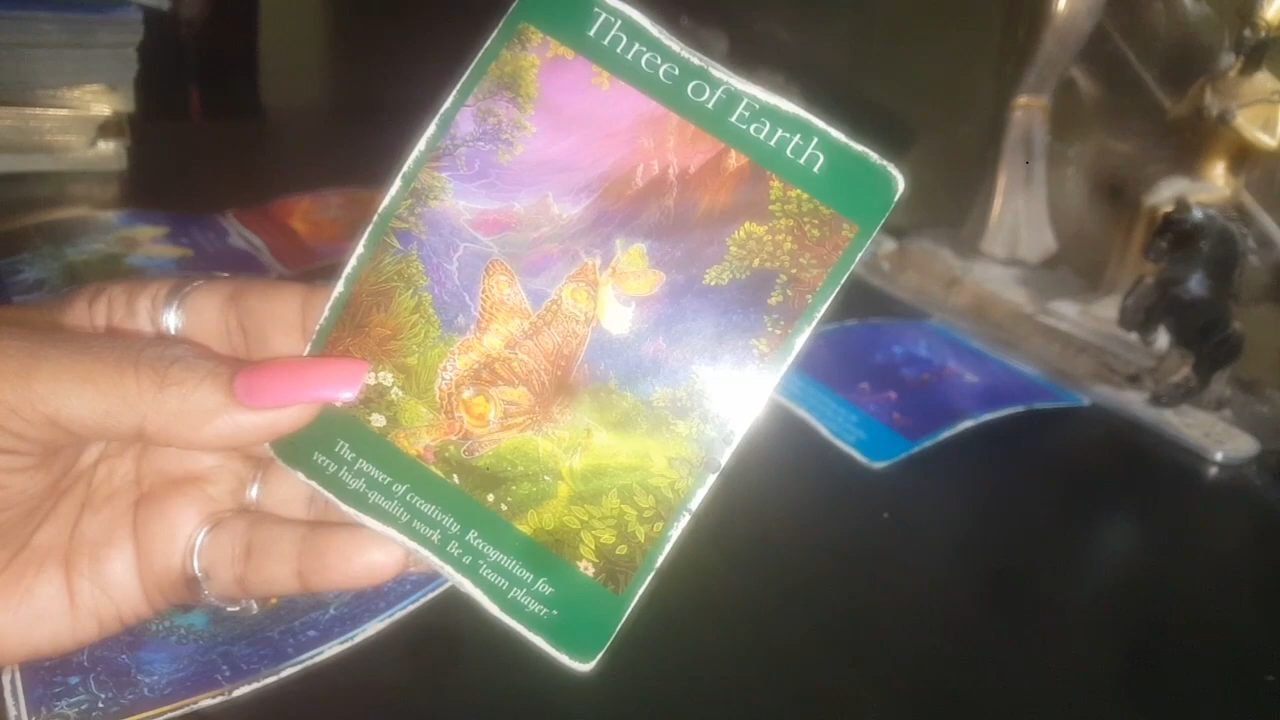 Three of Earth
The power of creativity. Recognition for
very high-quality work. Be a "team player."